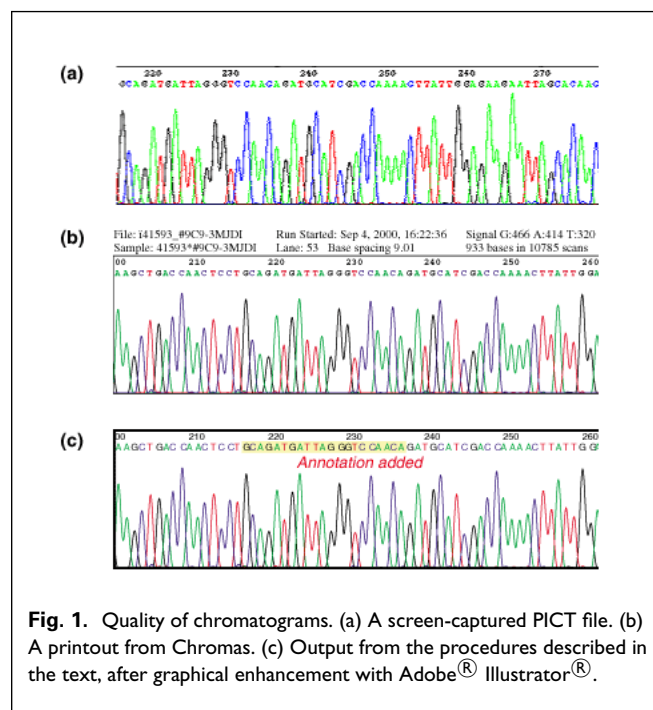 (a)
220 230 240 250 240 270
GCAGATGATTAGGGTCCAACAGATGCATCGACCAAAACTTATTGGAGAAGAATTAGCACAAG
(b)
File: i41593_#9C9-3MJDI Run Started: Sep 4, 2000, 16:22:36 Signal G:466 A:414 T:320
Sample: 41593*#9C9-3MJDI Lane: 53 Base spacing 9.01 933 bases in 10785 scans
00 210 220 230 240 250 260
AAGCTGACCAACTCCTGCAGATGATTAGGGTCCAACAGATGCATCGACCAAAACTTATTGGA
(c)
00 210 220 230 240 250 260
AAGCTGACCAACTCCTGCAGATGATTAGGGTCCAACAGATGCATCGACCAAAACTTATTGGA
Annotation added
Fig. 1. Quality of chromatograms. (a) A screen-captured PICT file. (b)
A printout from Chromas. (c) Output from the procedures described in
the text, after graphical enhancement with Adobe® Illustrator®.